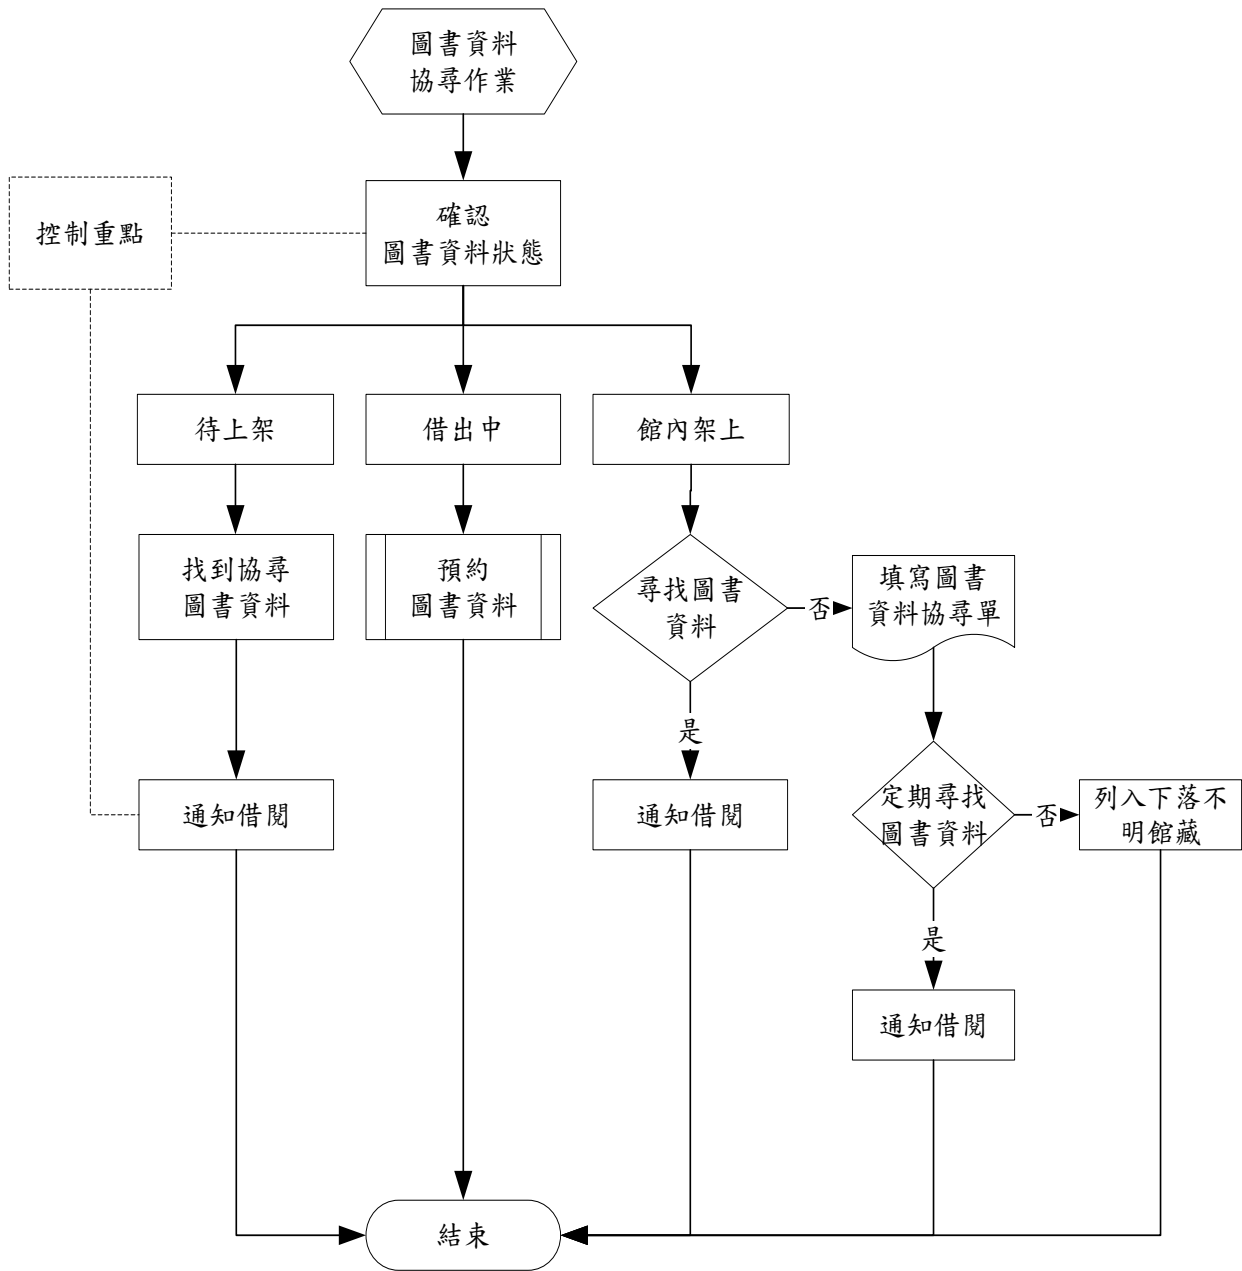 圖書資料
協尋作業
確認
圖書資料狀態
控制重點
待上架
借出中
館內架上
找到協尋
圖書資料
預約
圖書資料
尋找圖書
資料
否
填寫圖書
資料協尋單
是
通知借閱
通知借閱
定期尋找
圖書資料
否
列入下落不
明館藏
是
通知借閱
結束